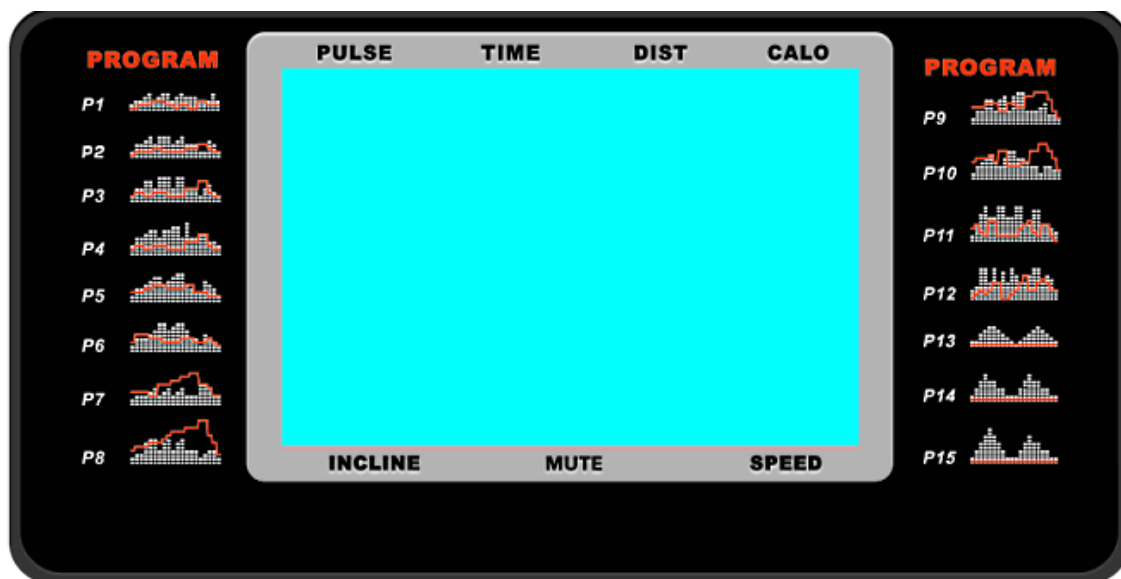 PROGRAM
P1
P2
P3
P4
P5
P6
P7
P8
PULSE TIME DIST CALO
INCLINE MUTE SPEED
PROGRAM
P9
P10
P11
P12
P13
P14
P15